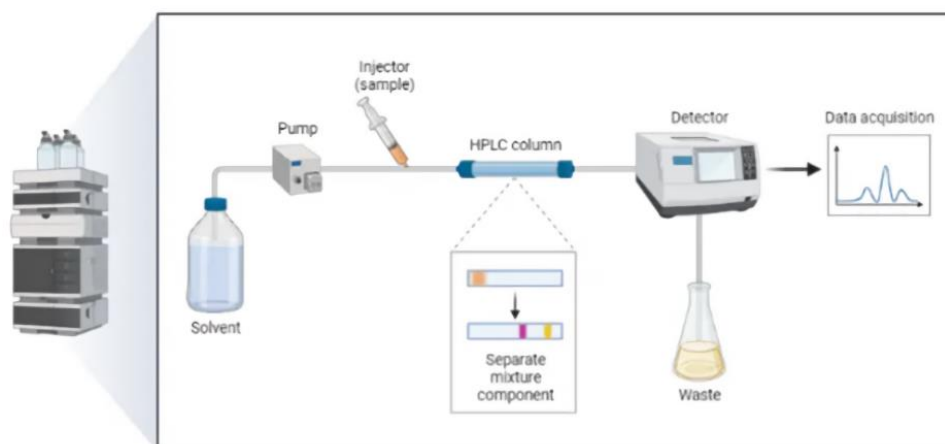 Injector
(sample)
Pump
HPLC column
Detector
Data acquisition
Solvent
Separate
mixture
component
Waste